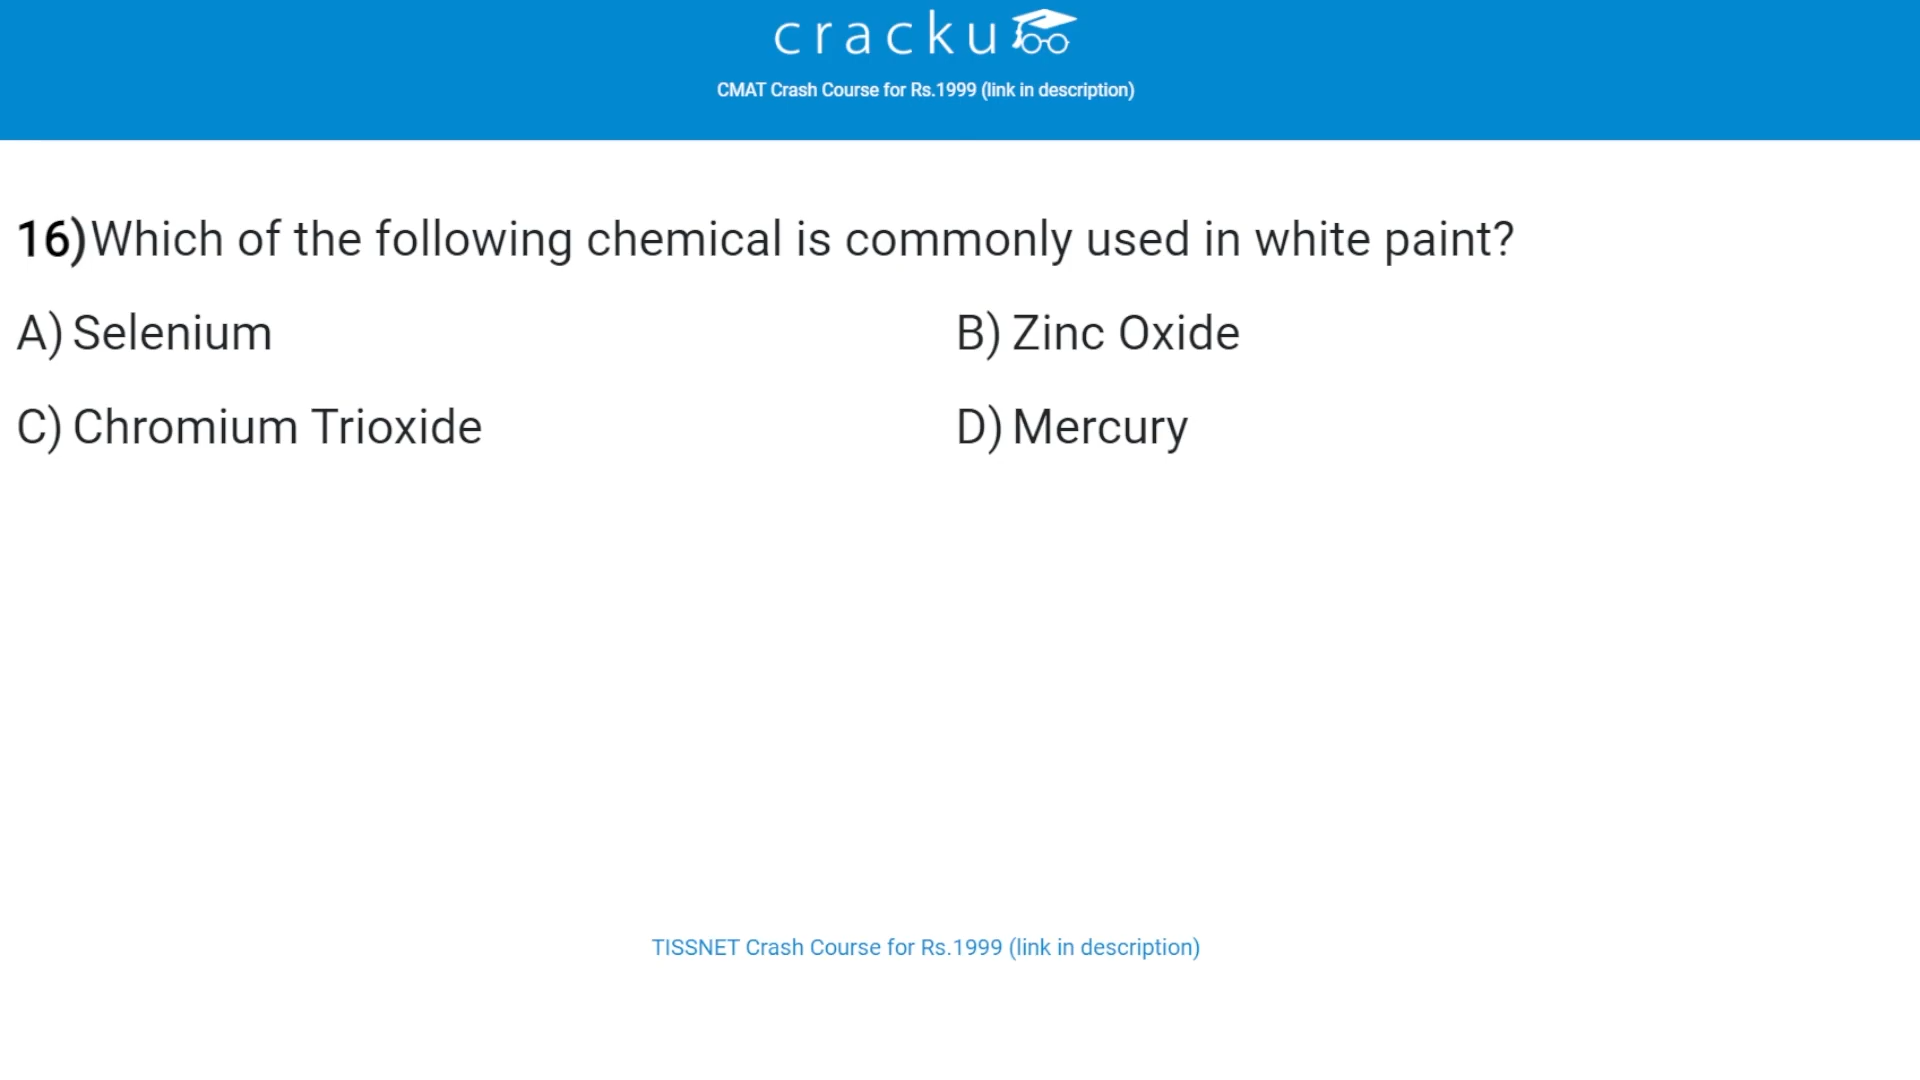 cracku
CMAT Crash Course for Rs.1999 (link in description)
16)Which of the following chemical is commonly used in white paint?
A) Selenium
B) Zinc Oxide
C) Chromium Trioxide
D) Mercury
TISSNET Crash Course for Rs.1999 (link in description)